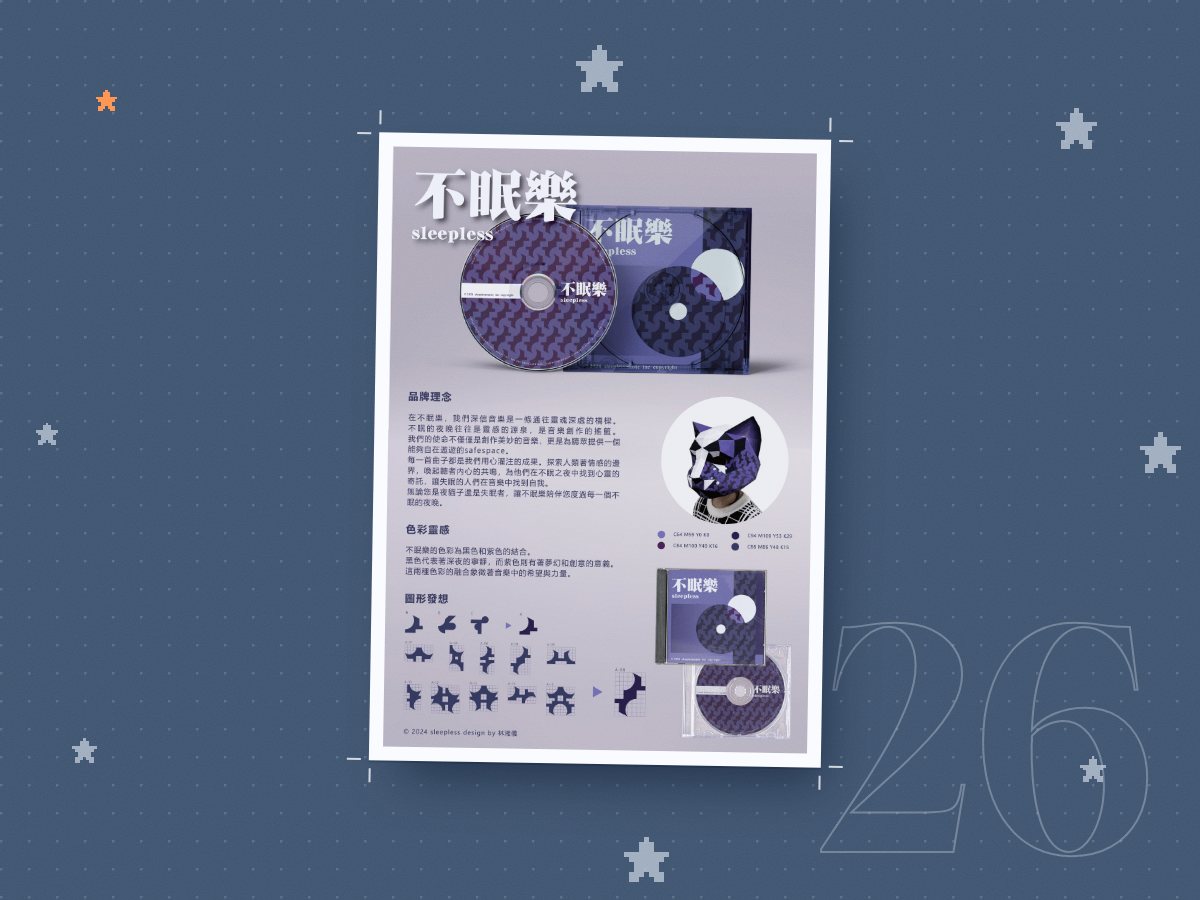 不眠樂
sleepless
不眠樂
pless
不眠樂
sleepless
品牌理念
在不眠樂，我們深信音樂是一條通往靈魂深處的橋樑。
不眠的夜晚往往是靈感的源泉，是音樂創作的搖籃。
我們的使命不僅僅是創作美妙的音樂，更是為聽眾提供一個
能夠自在遨遊的safespace。
每一首曲子都是我們用心灌注的成果。探索人類著情感的邊
界，喚起聽者內心的共鳴，為他們在不眠之夜中找到心靈的
寄託，讓失眠的人們在音樂中找到自我。
無論您是夜貓子還是失眠者，讓不眠樂陪伴您度過每一個不
眠的夜晚。
色彩靈感
不眠樂的色彩為黑色和紫色的結合。
黑色代表著深夜的寧靜，而紫色則有著夢幻和創意的意義。
這兩種色彩的融合象徵著音樂中的希望與力量。
圖形發想
不眠樂
sleepless
不眠樂
© 2024 sleepless design by
26